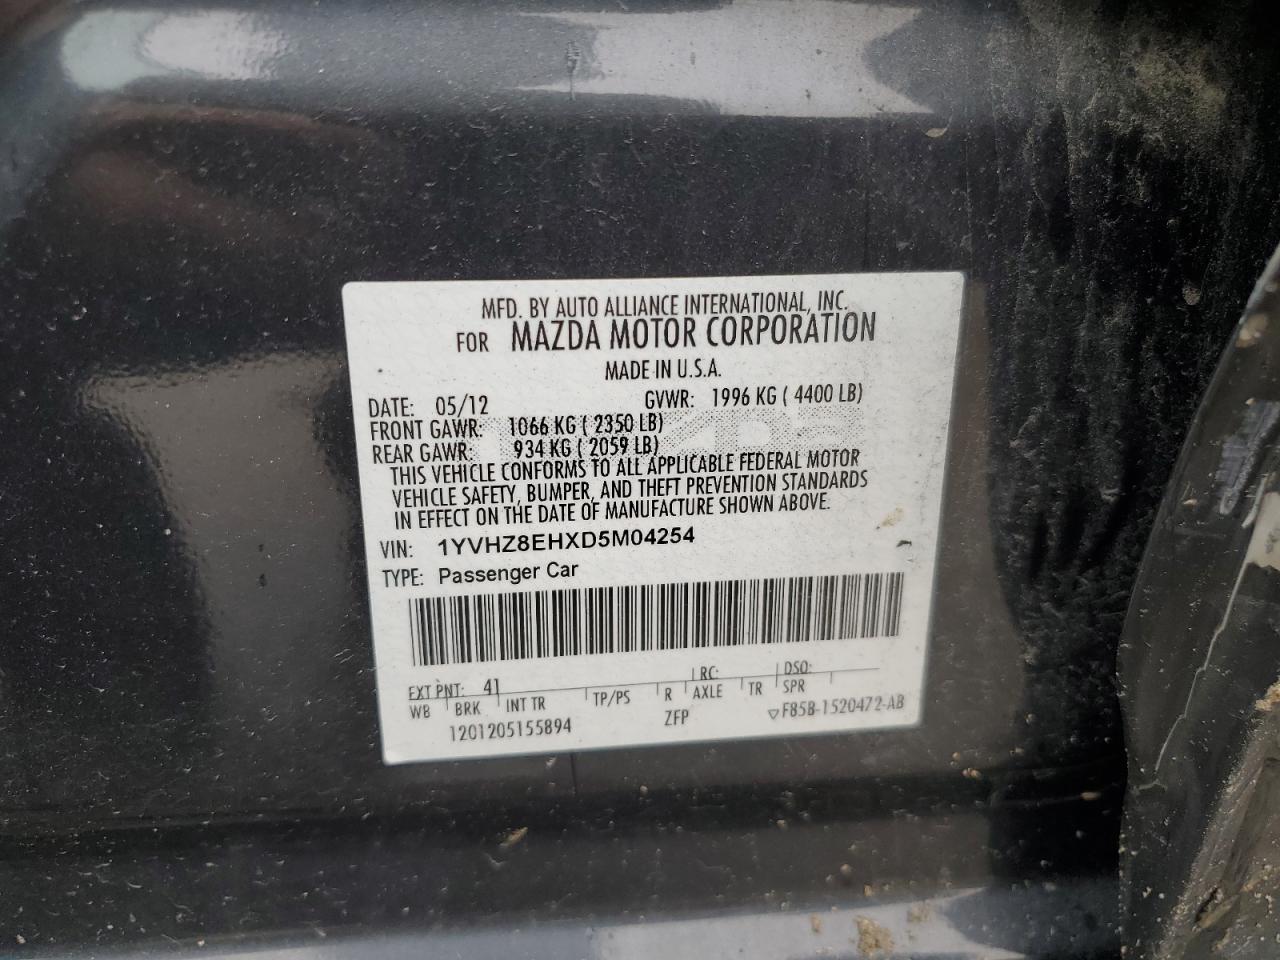 MFD. BY AUTO ALLIANCE INTERNATIONAL, INC.
FOR MAZDA MOTOR CORPORATION
MADE IN U.S.A.
DATE: 05/12 GVWR: 1996 KG ( 4400 LB)
FRONT GAWR: 1066 KG ( 2350 LB)
REAR GAWR: 934 KG ( 2059 LB)
THIS VEHICLE CONFORMS TO ALL APPLICABLE FEDERAL MOTOR
VEHICLE SAFETY, BUMPER, AND THEFT PREVENTION STANDARDS
IN EFFECT ON THE DATE OF MANUFACTURE SHOWN ABOVE.
VIN: 1YVHZ8EHXD5M04254
TYPE: Passenger Car
EXT PNT: 41 RC: DSO:
WB BRK INT TR TP/PS R AXLE TR SPR
1201205155894 ZFP ▽F85B-1520472-AB